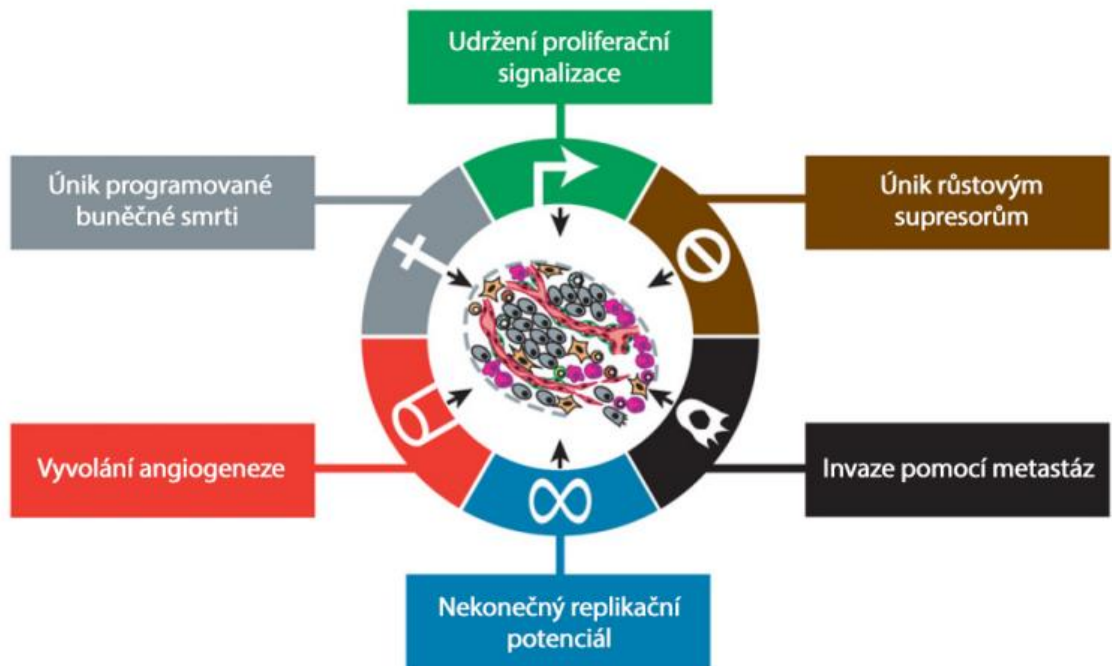 Udržení proliferační
signalizace
Únik programované
buněčné smrti
Únik růstovým
supresorům
Vyvolání angiogeneze
Invaze pomocí metastáz
Nekonečný replikační
potenciál